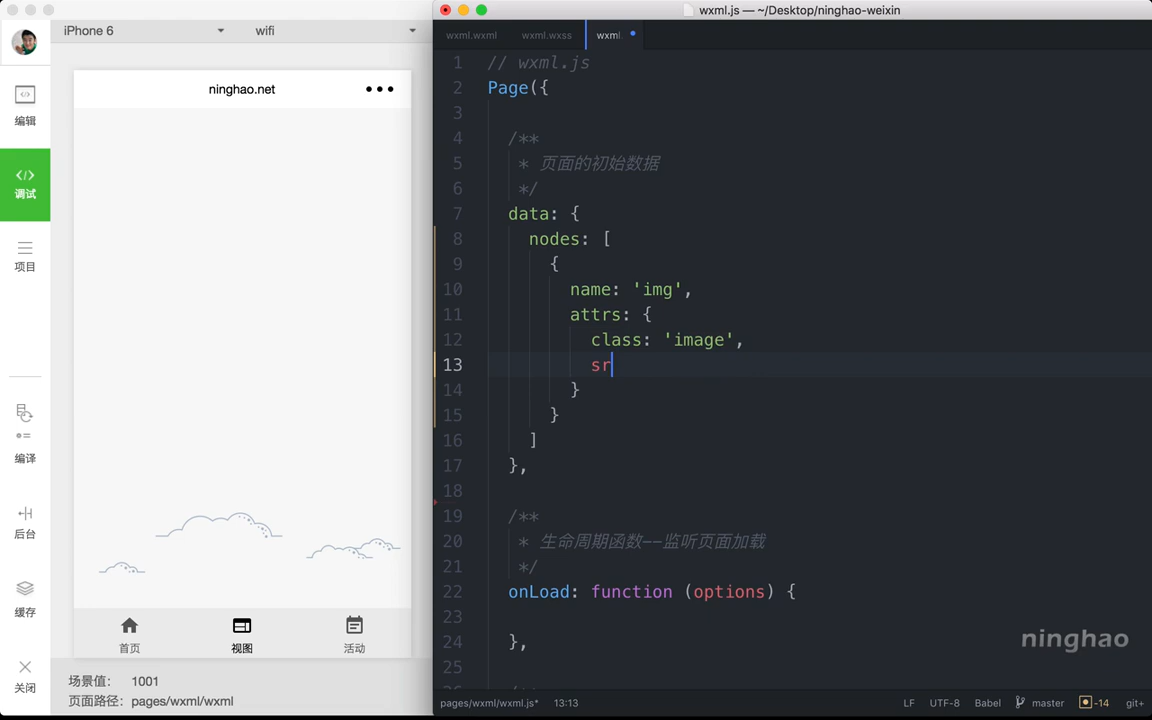 iPhone 6
wifi
编辑
调试
项目
编译
后台
缓存
关闭
ninghao.net
首页
视图
活动
场景值: 1001
页面路径: pages/wxml/wxml
wxml.js — ~/Desktop/ninghao-weixin
wxml.wxml
wxml.wxss
wxml.
1 // wxml.js
2 Page({
3
4 /**
5 * 页面的初始数据
6 */
7 data: {
8 nodes: [
9 {
10 name: 'img',
11 attrs: {
12 class: 'image',
13 sr
14 }
15 }
16 ]
17 },
18
19 /**
20 * 生命周期函数--监听页面加载
21 */
22 onLoad: function (options) {
23
24 },
25
ninghao
pages/wxml/wxml.js* 13:13 LF UTF-8 Babel master -14 git+